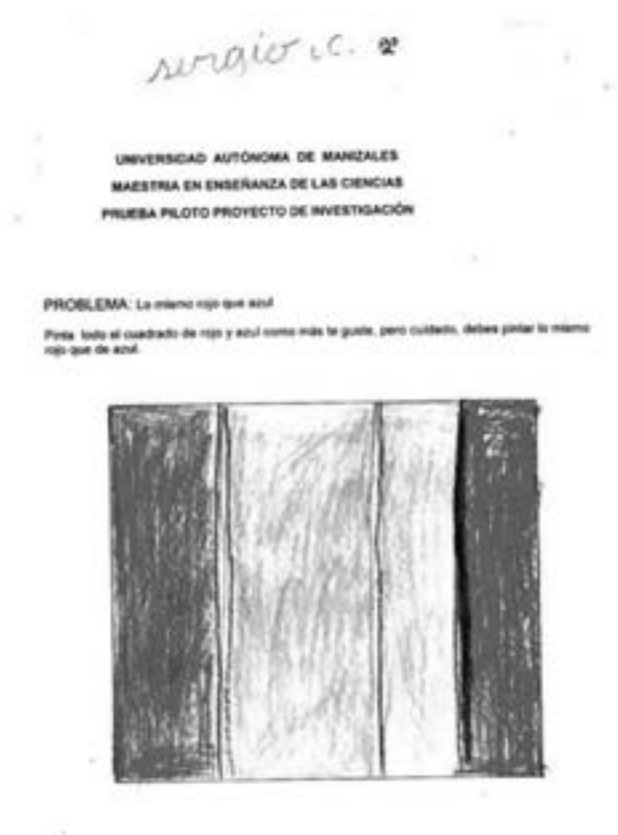 sergio .c. 2º
UNIVERSIDAD AUTÓNOMA DE MANIZALES
MAESTRIA EN ENSEÑANZA DE LAS CIENCIAS
PRUEBA PILOTO PROYECTO DE INVESTIGACIÓN
PROBLEMA: Lo mismo rojo que azul
Pinta todo el cuadrado de rojo y azul como más te guste, pero cuidado, debes pintar lo mismo
rojo que de azul.